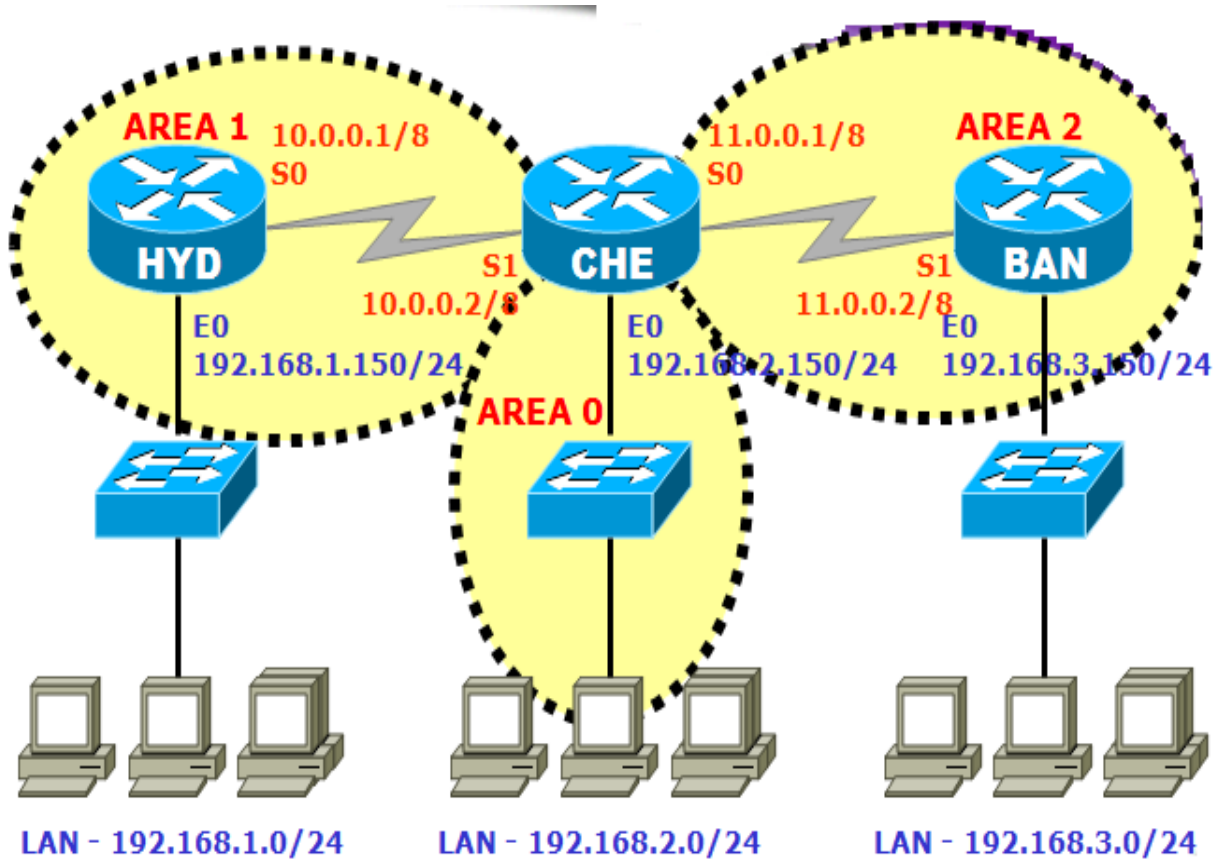 AREA 1
10.0.0.1/8
S0
11.0.0.1/8
S0
AREA 2
HYD
CHE
BAN
S1
10.0.0.2/8
S1
11.0.0.2/8
E0
192.168.1.150/24
E0
192.168.2.150/24
E0
192.168.3.150/24
AREA 0
LAN - 192.168.1.0/24
LAN - 192.168.2.0/24
LAN - 192.168.3.0/24